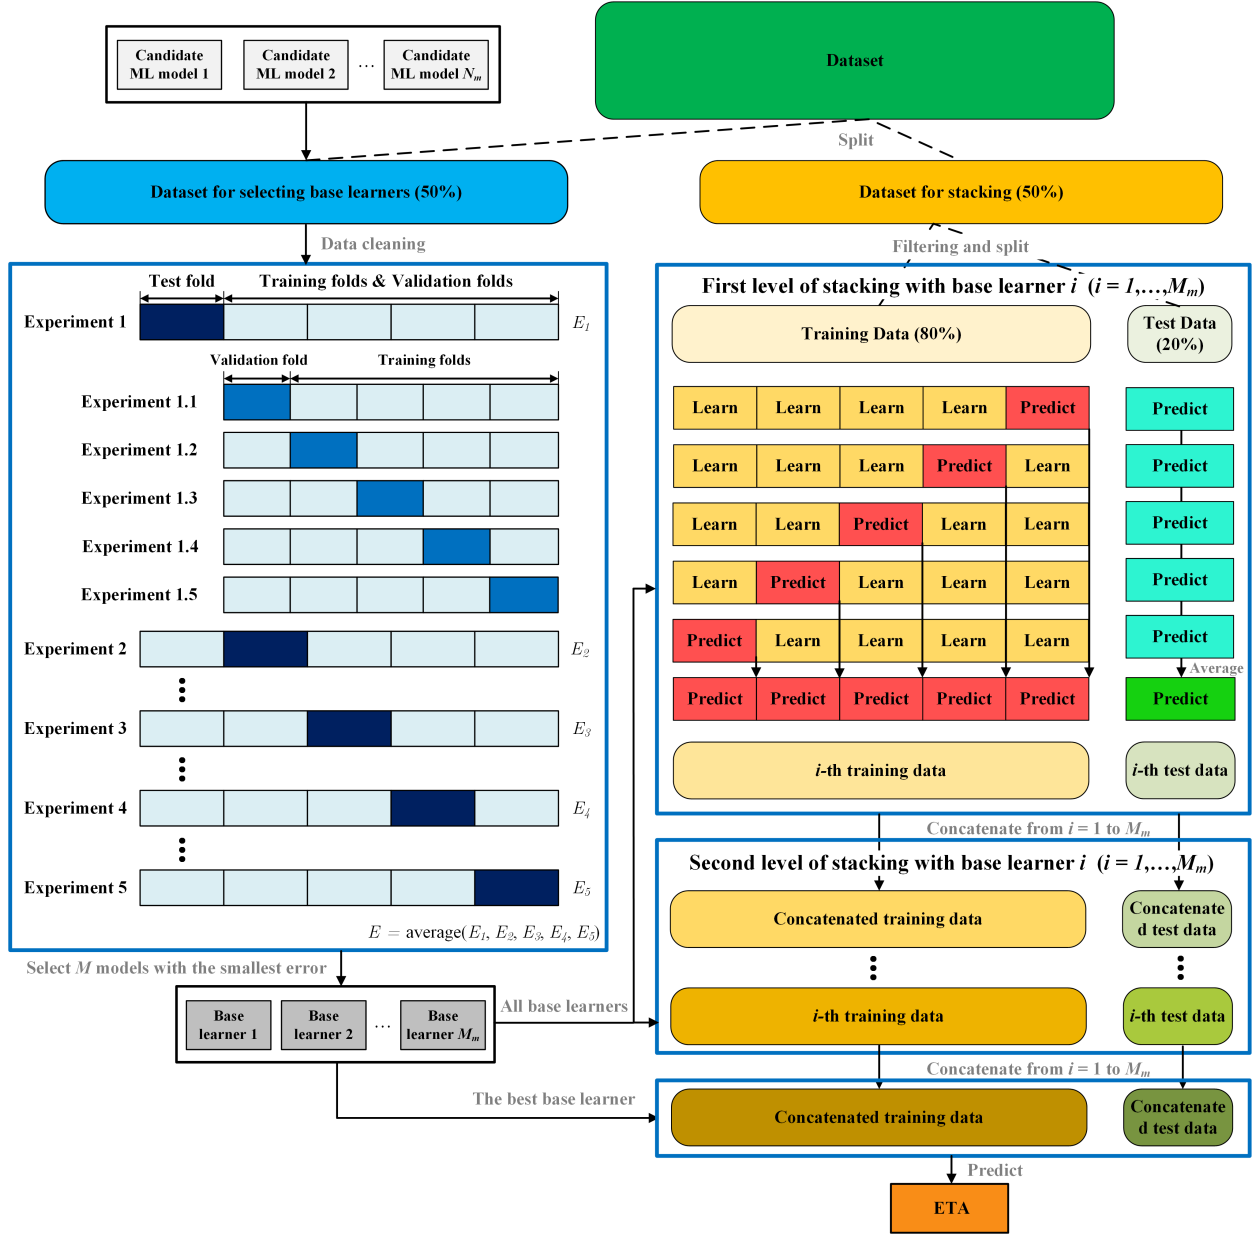 Candidate
ML model 1
Candidate
ML model 2
…
Candidate
ML model Nm
Dataset
Split
Dataset for selecting base learners (50%)
Dataset for stacking (50%)
Data cleaning
Filtering and split
Test fold
Training folds & Validation folds
Experiment 1
E1
Validation fold
Training folds
Experiment 1.1
Experiment 1.2
Experiment 1.3
Experiment 1.4
Experiment 1.5
Experiment 2
E2
Experiment 3
E3
Experiment 4
E4
Experiment 5
E5
E = average(E1, E2, E3, E4, E5)
Select M models with the smallest error
Base
learner 1
Base
learner 2
…
Base
learner Mm
All base learners
The best base learner
First level of stacking with base learner i (i = 1,…,Mm)
Training Data (80%)
Test Data
(20%)
Learn Learn Learn Learn Predict
Predict
Learn Learn Learn Predict Learn
Predict
Learn Learn Predict Learn Learn
Predict
Learn Predict Learn Learn Learn
Predict
Predict Learn Learn Learn Learn
Predict
Average
Predict Predict Predict Predict Predict
Predict
i-th training data
i-th test data
Concatenate from i = 1 to Mm
Second level of stacking with base learner i (i = 1,…,Mm)
Concatenated training data
Concatenate
d test data
i-th training data
i-th test data
Concatenate from i = 1 to Mm
Concatenated training data
Concatenate
d test data
Predict
ETA